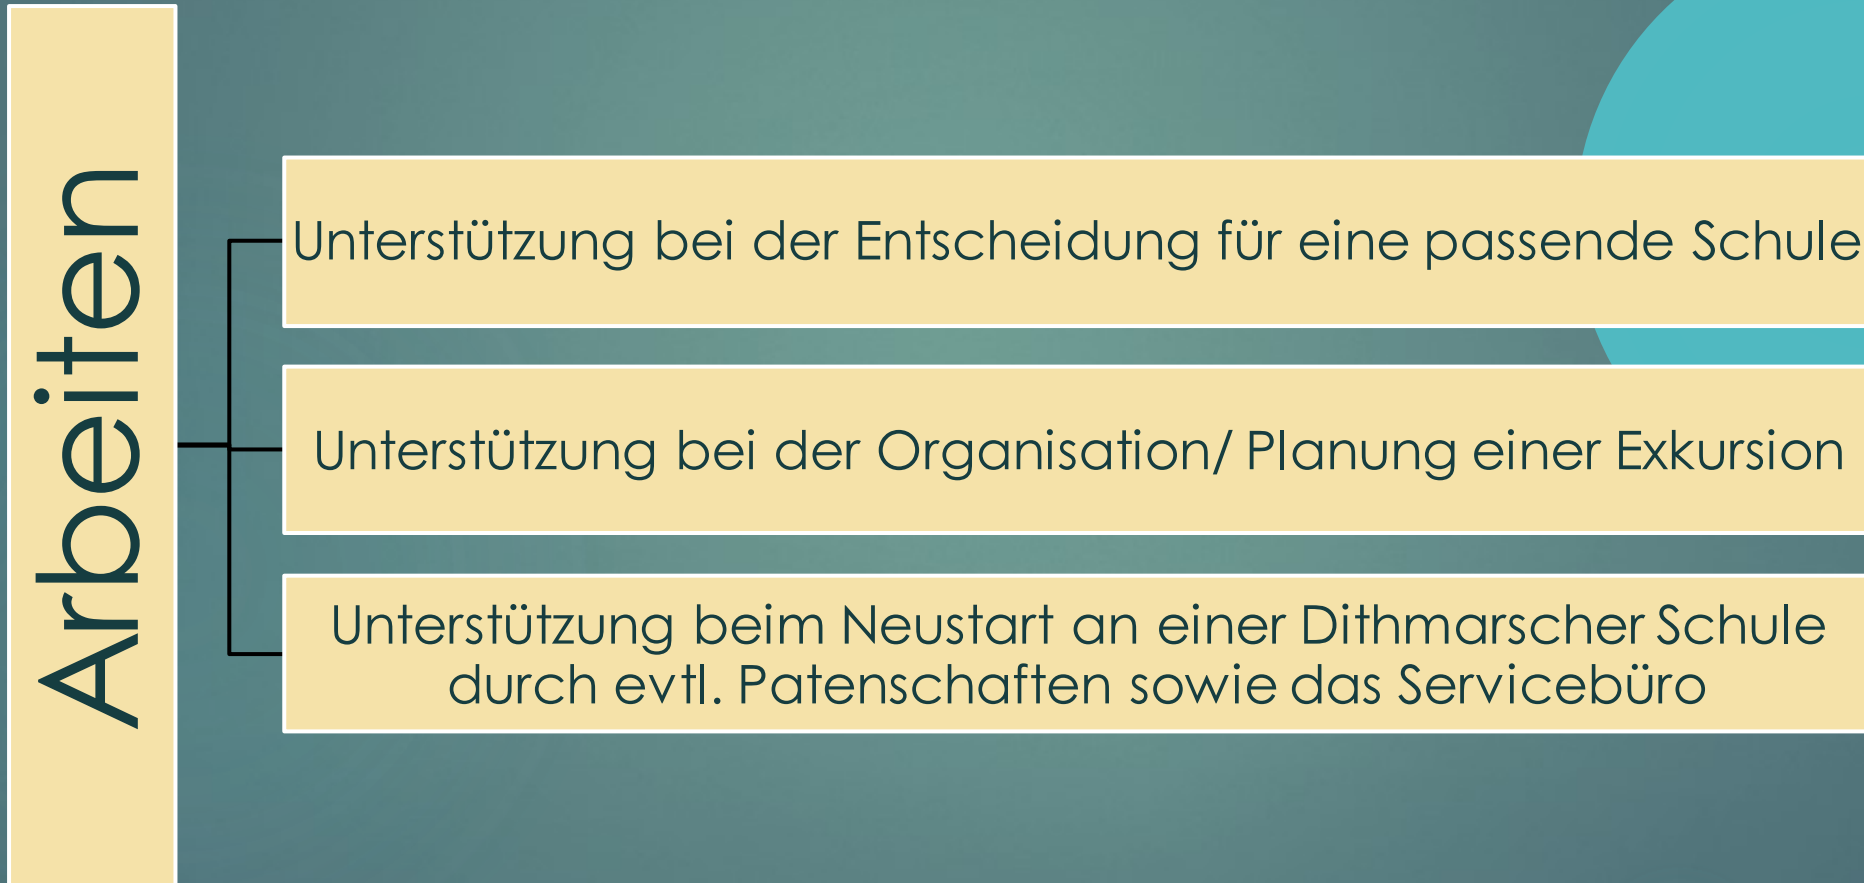 Arbeiten
Unterstützung bei der Entscheidung für eine passende Schule
Unterstützung bei der Organisation/ Planung einer Exkursion
Unterstützung beim Neustart an einer Dithmarscher Schule
durch evtl. Patenschaften sowie das Servicebüro